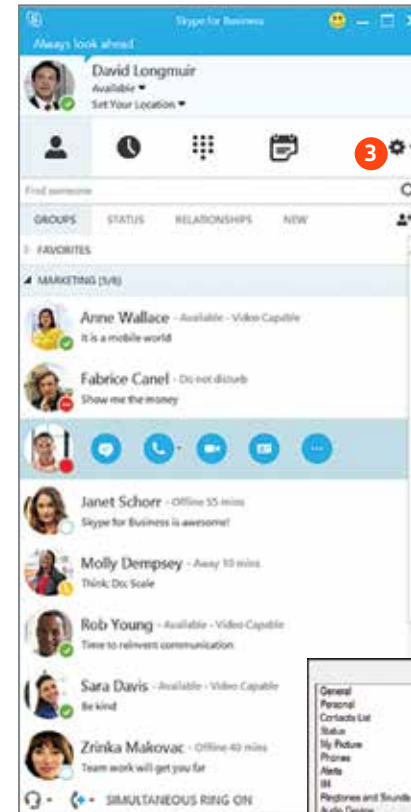 Skype for Business
Always look ahead
David Longmuir
Available
Set Your Location
3
Find someone
GROUPS STATUS RELATIONSHIPS NEW
FAVORITES
MARKETING (5/8)
Anne Wallace - Available - Video Capable
It is a mobile world
Fabrice Canel - Do not disturb
Show me the money
Janet Schorr - Offline 55 mins
Skype for Business is awesome!
Molly Dempsey - Away 10 mins
Think; Do; Scale
Rob Young - Available - Video Capable
Time to reinvent communication
Sara Davis - Available - Video Capable
Be kind
Zrinka Makovac - Offline 40 mins
Team work will get you far
SIMULTANEOUS RING ON
General
Personal
Contacts List
Status
My Picture
Phones
Alerts
IM
Ringtones and Sounds
Audio Device